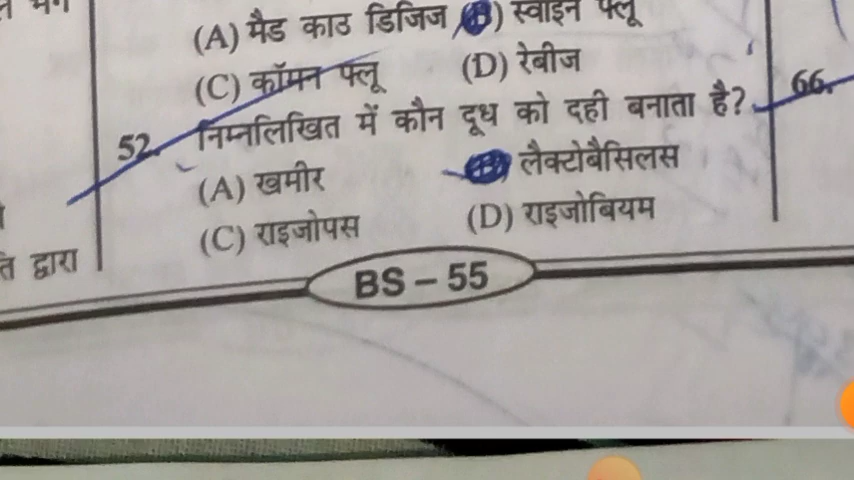 (A) मैड काउ डिजिज (B) स्वाइन फ्लू
(C) कॉमन फ्लू (D) रेबीज
52. निम्नलिखित में कौन दूध को दही बनाता है?
(A) खमीर (B) लैक्टोबैसिलस
(C) राइजोपस (D) राइजोबियम
द्वारा
BS – 55
66.